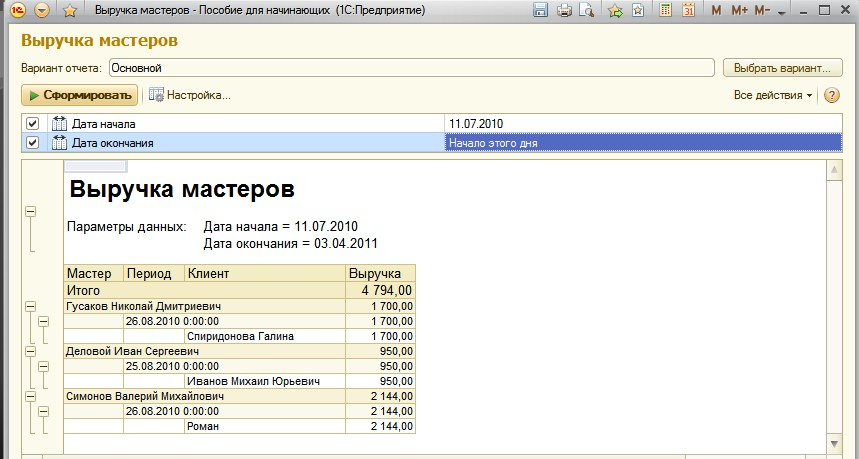 Выручка мастеров - Пособие для начинающих (1С:Предприятие)
M M+ M-
Выручка мастеров
Вариант отчета: Основной Выбрать вариант...
Сформировать Настройка... Все действия ?
Дата начала 11.07.2010
Дата окончания Начало этого дня
Выручка мастеров
Параметры данных: Дата начала = 11.07.2010
Дата окончания = 03.04.2011
Мастер Период Клиент Выручка
Итого 4 794,00
Гусаков Николай Дмитриевич 1 700,00
26.08.2010 0:00:00 1 700,00
Спиридонова Галина 1 700,00
Деловой Иван Сергеевич 950,00
25.08.2010 0:00:00 950,00
Иванов Михаил Юрьевич 950,00
Симонов Валерий Михайлович 2 144,00
26.08.2010 0:00:00 2 144,00
Роман 2 144,00